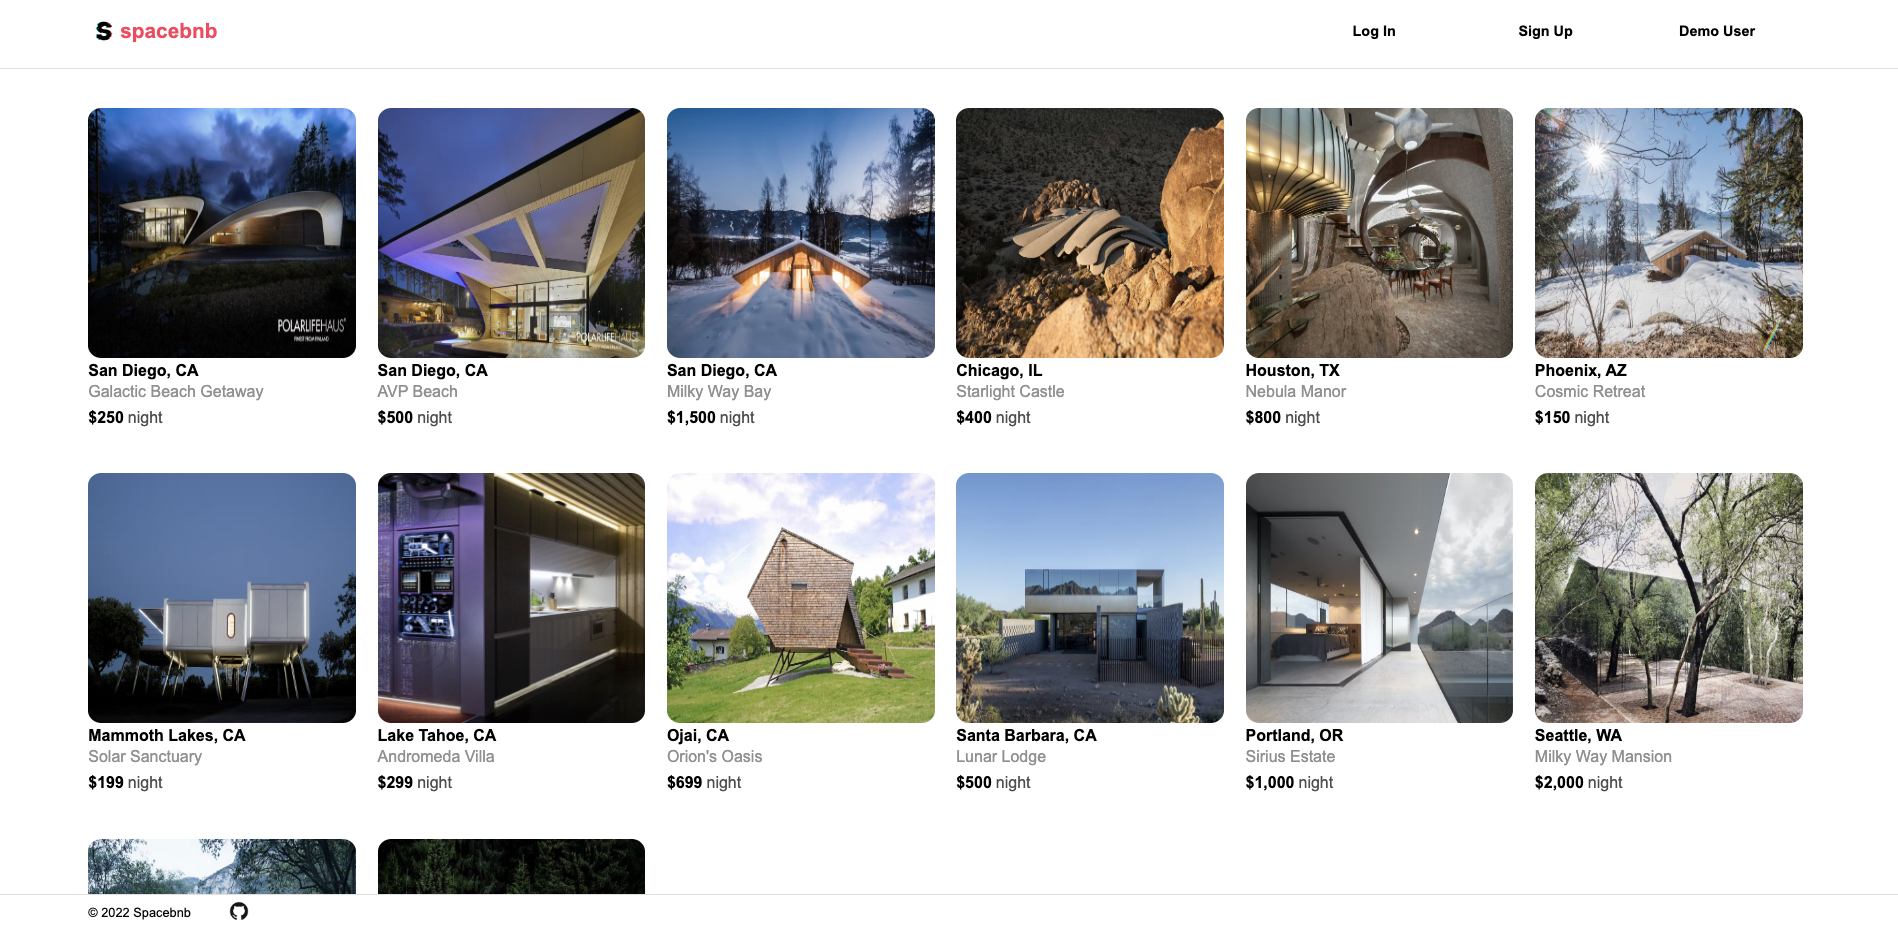 S spacebnb
Log In
Sign Up
Demo User
POLARLIFEHAUS
FINEST FROM FINLAND
POLARLIFEHAUS
San Diego, CA
Galactic Beach Getaway
$250 night
San Diego, CA
AVP Beach
$500 night
San Diego, CA
Milky Way Bay
$1,500 night
Chicago, IL
Starlight Castle
$400 night
Houston, TX
Nebula Manor
$800 night
Phoenix, AZ
Cosmic Retreat
$150 night
Mammoth Lakes, CA
Solar Sanctuary
$199 night
Lake Tahoe, CA
Andromeda Villa
$299 night
Ojai, CA
Orion's Oasis
$699 night
Santa Barbara, CA
Lunar Lodge
$500 night
Portland, OR
Sirius Estate
$1,000 night
Seattle, WA
Milky Way Mansion
$2,000 night
© 2022 Spacebnb